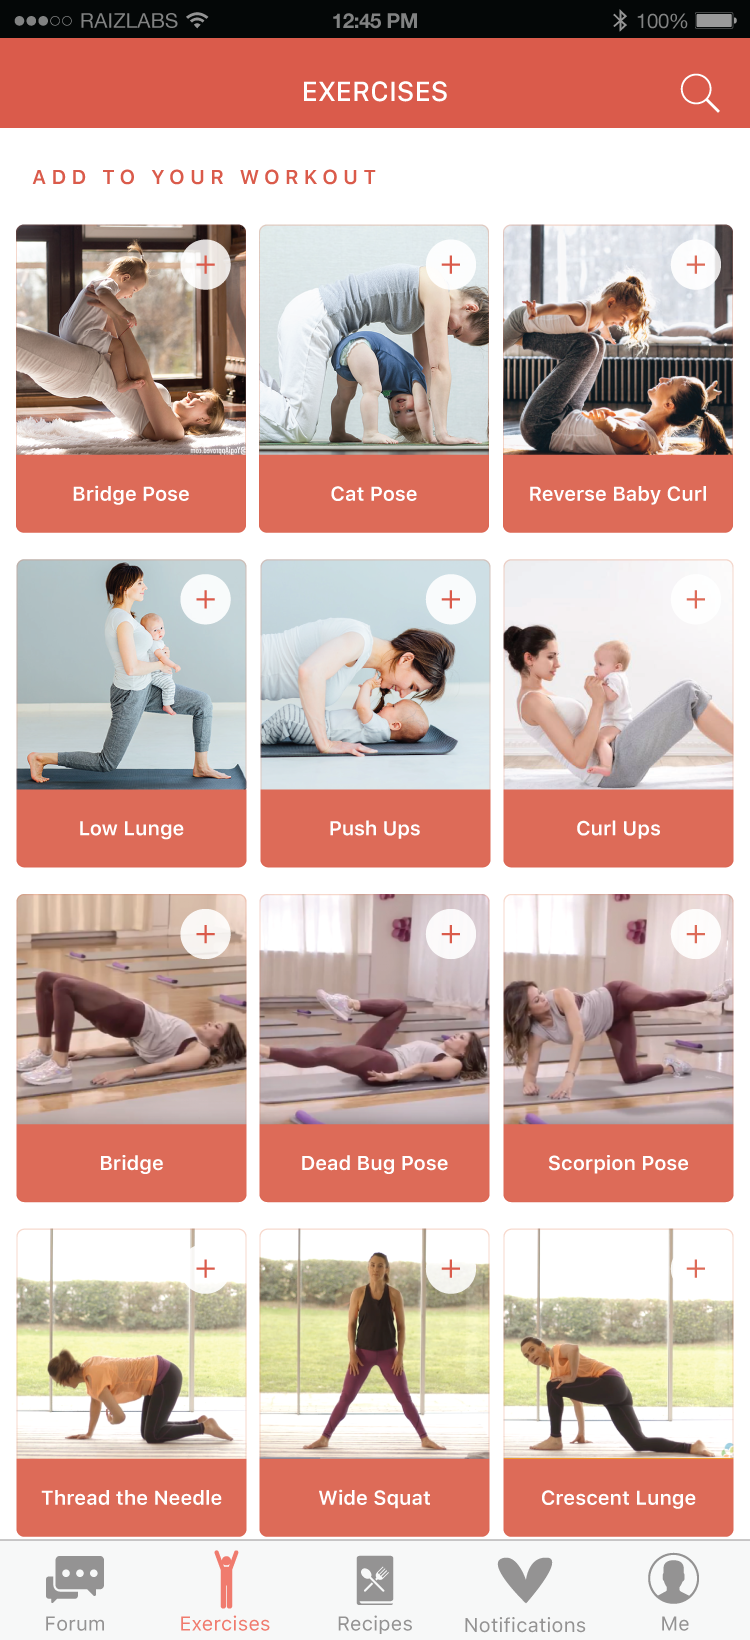 RAIZLABS 12:45 PM 100%
EXERCISES
ADD TO YOUR WORKOUT
Bridge Pose Cat Pose Reverse Baby Curl
Low Lunge Push Ups Curl Ups
Bridge Dead Bug Pose Scorpion Pose
Thread the Needle Wide Squat Crescent Lunge
Forum Exercises Recipes Notifications Me